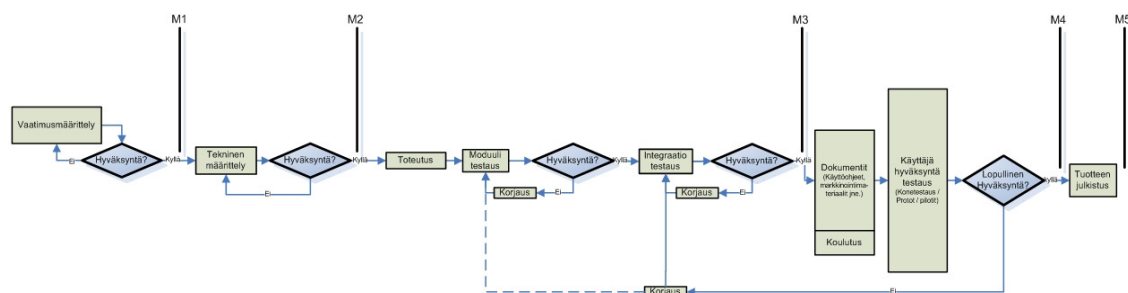 M1
M2
M3
M4
M5
Vaatimusmäärittely
Hyväksyntä?
Ei
Kyllä
Tekninen
määrittely
Hyväksyntä?
Ei
Kyllä
Toteutus
Moduuli
testaus
Hyväksyntä?
Ei
Korjaus
Kyllä
Integraatio
testaus
Hyväksyntä?
Ei
Korjaus
Kyllä
Dokumentit
(Käyttöohjeet,
markkinointima-
teriaalit jne.)
Koulutus
Käyttäjä
hyväksyntä
testaus
(Konetestaus /
Protot / pilotit)
Lopullinen
Hyväksyntä?
kyllä
Tuotteen
julkistus
Ei
Korjaus